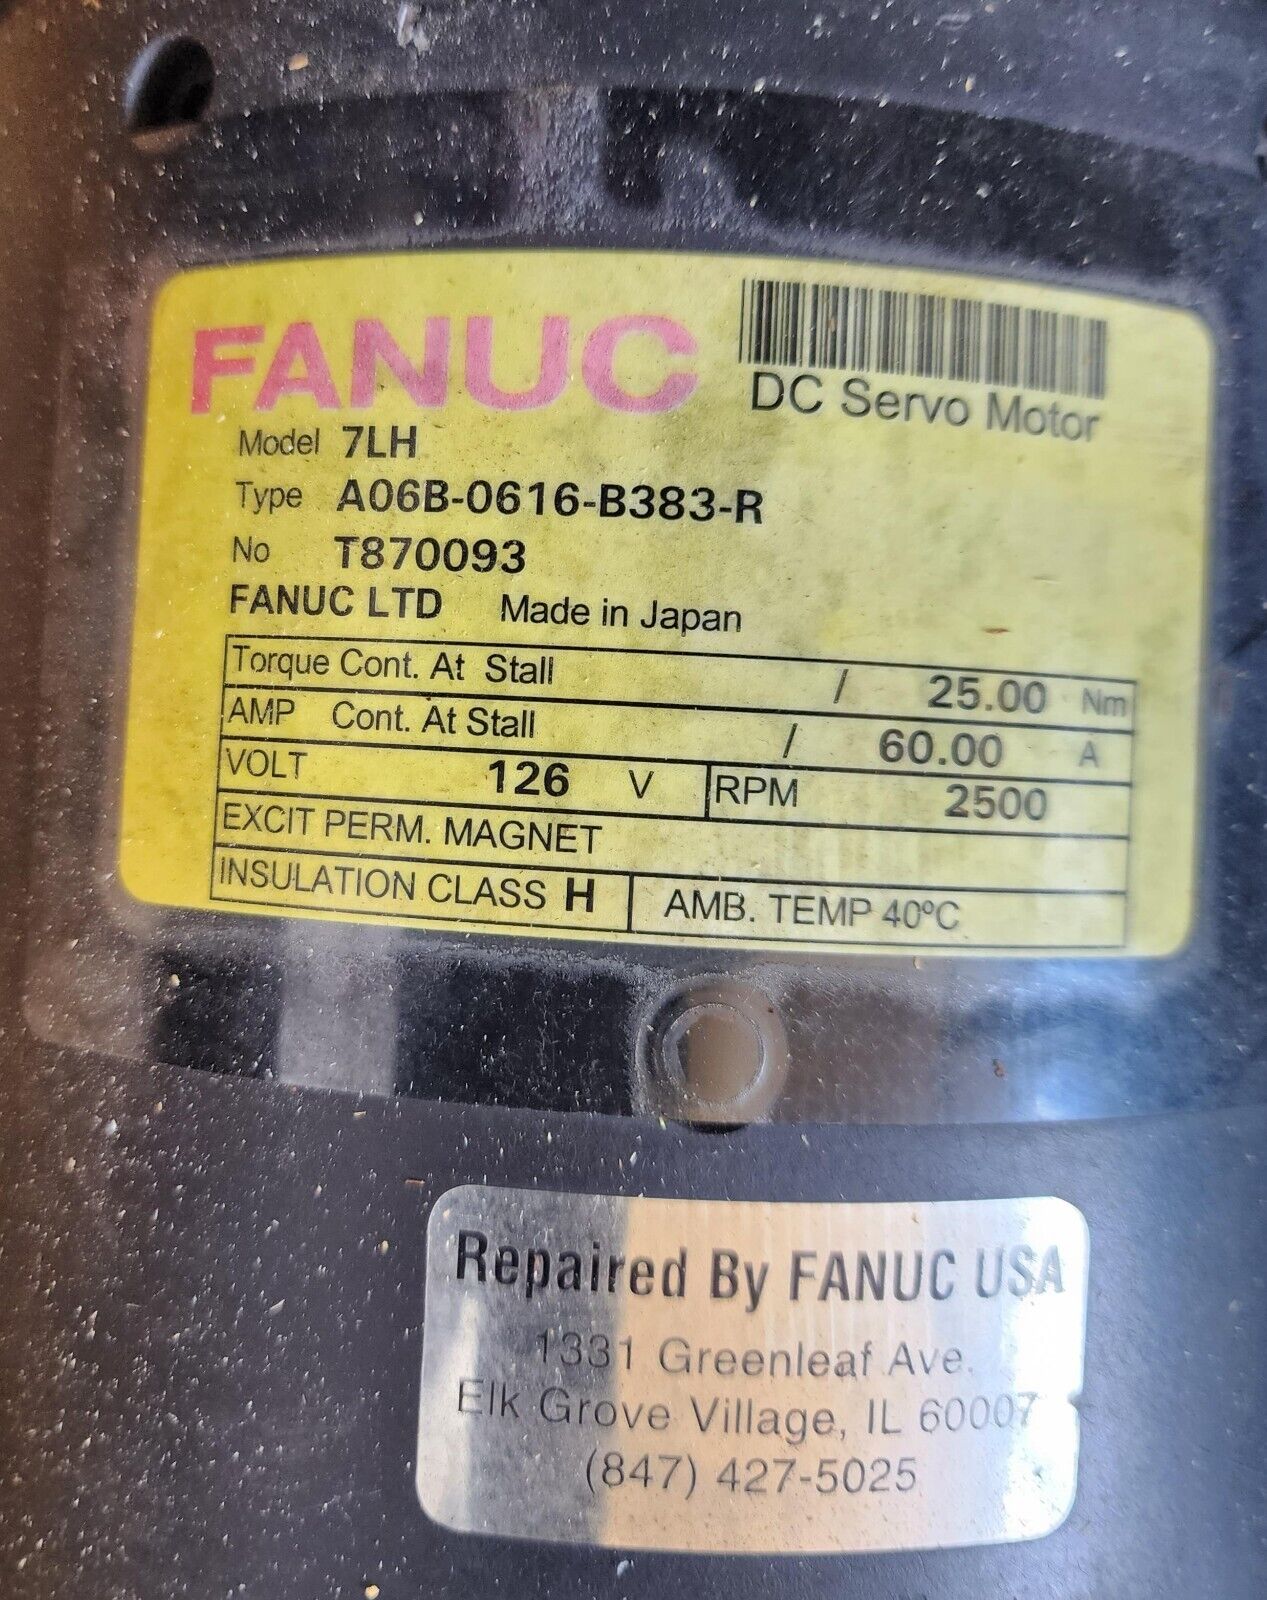 FANUC
DC Servo Motor
Model 7LH
Type A06B-0616-B383-R
No T870093
FANUC LTD Made in Japan
Torque Cont. At Stall / 25.00 Nm
AMP Cont. At Stall / 60.00 A
VOLT 126 V RPM 2500
EXCIT PERM. MAGNET
INSULATION CLASS H AMB. TEMP 40ºC
Repaired By FANUC USA
1331 Greenleaf Ave.
Elk Grove Village, IL 60007
(847) 427-5025